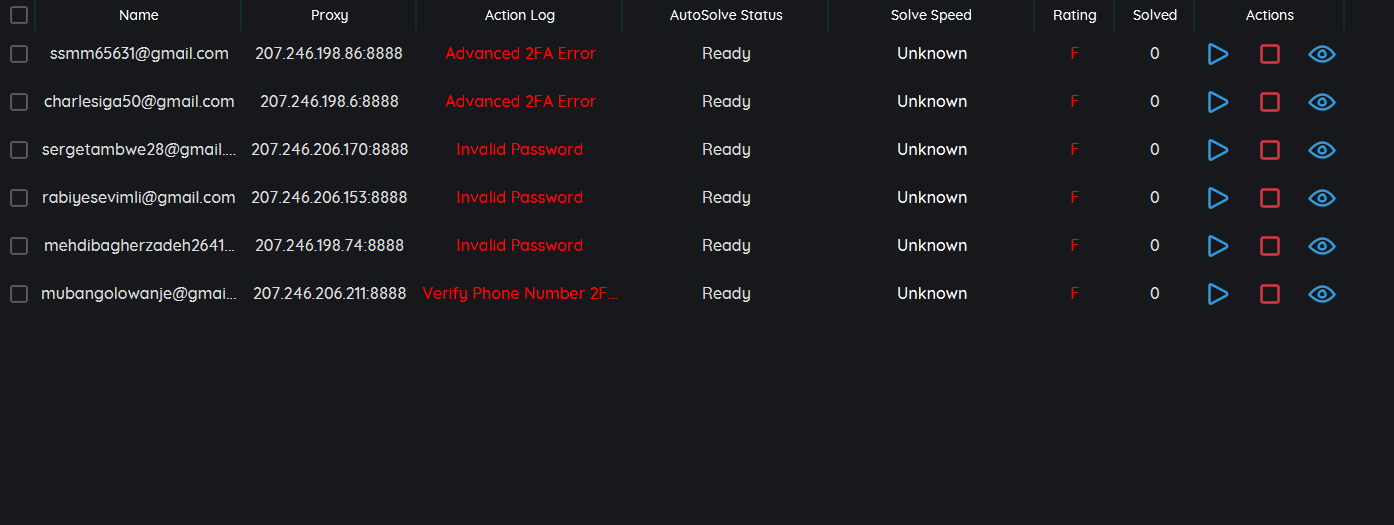 Name Proxy Action Log AutoSolve Status Solve Speed Rating Solved Actions
ssmm65631@gmail.com 207.246.198.86:8888 Advanced 2FA Error Ready Unknown F 0
charlesiga50@gmail.com 207.246.198.6:8888 Advanced 2FA Error Ready Unknown F 0
sergetambwe28@gmail.... 207.246.206.170:8888 Invalid Password Ready Unknown F 0
rabiyesevimli@gmail.com 207.246.206.153:8888 Invalid Password Ready Unknown F 0
mehdibagherzadeh2641... 207.246.198.74:8888 Invalid Password Ready Unknown F 0
mubangolowanje@gmai... 207.246.206.211:8888 Verify Phone Number 2F... Ready Unknown F 0